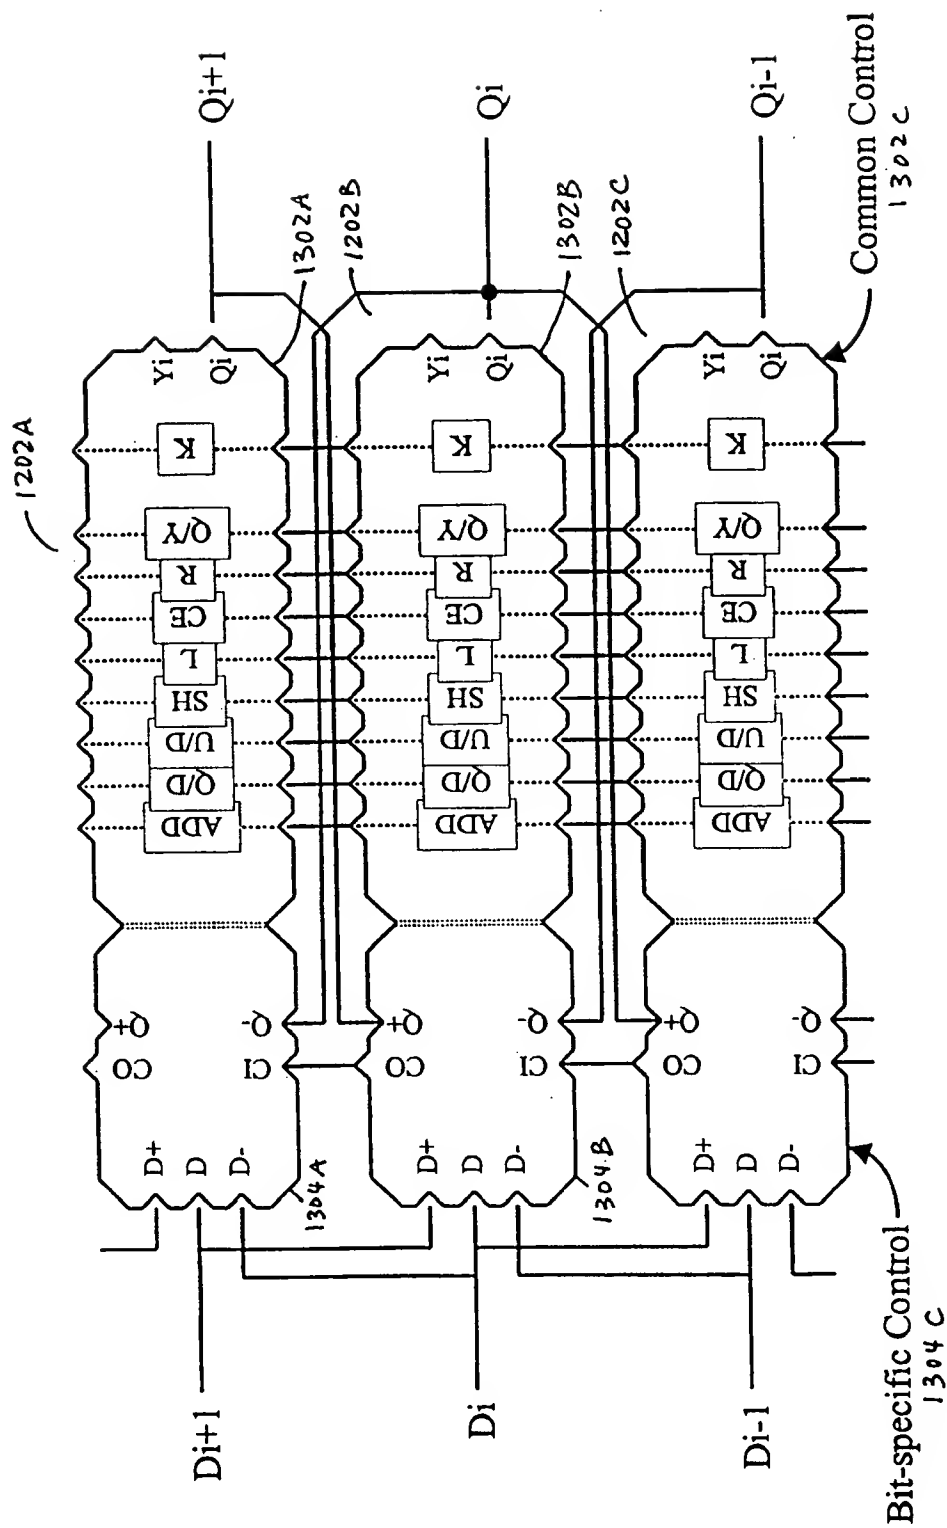 1202A
Di+1
D+
D
D-
CO
Q+
CI
Q-
ADD
Q/D
U/D
SH
L
CE
R
Q/Y
K
Yi
Qi
Qi+1
1304A
1302A
1202B
Di
D+
D
D-
CO
Q+
CI
Q-
ADD
Q/D
U/D
SH
L
CE
R
Q/Y
K
Yi
Qi
Qi
1304B
1302B
1202C
Di-1
D+
D
D-
CO
Q+
CI
Q-
ADD
Q/D
U/D
SH
L
CE
R
Q/Y
K
Yi
Qi
Qi-1
Bit-specific Control
1304C
Common Control
1302C